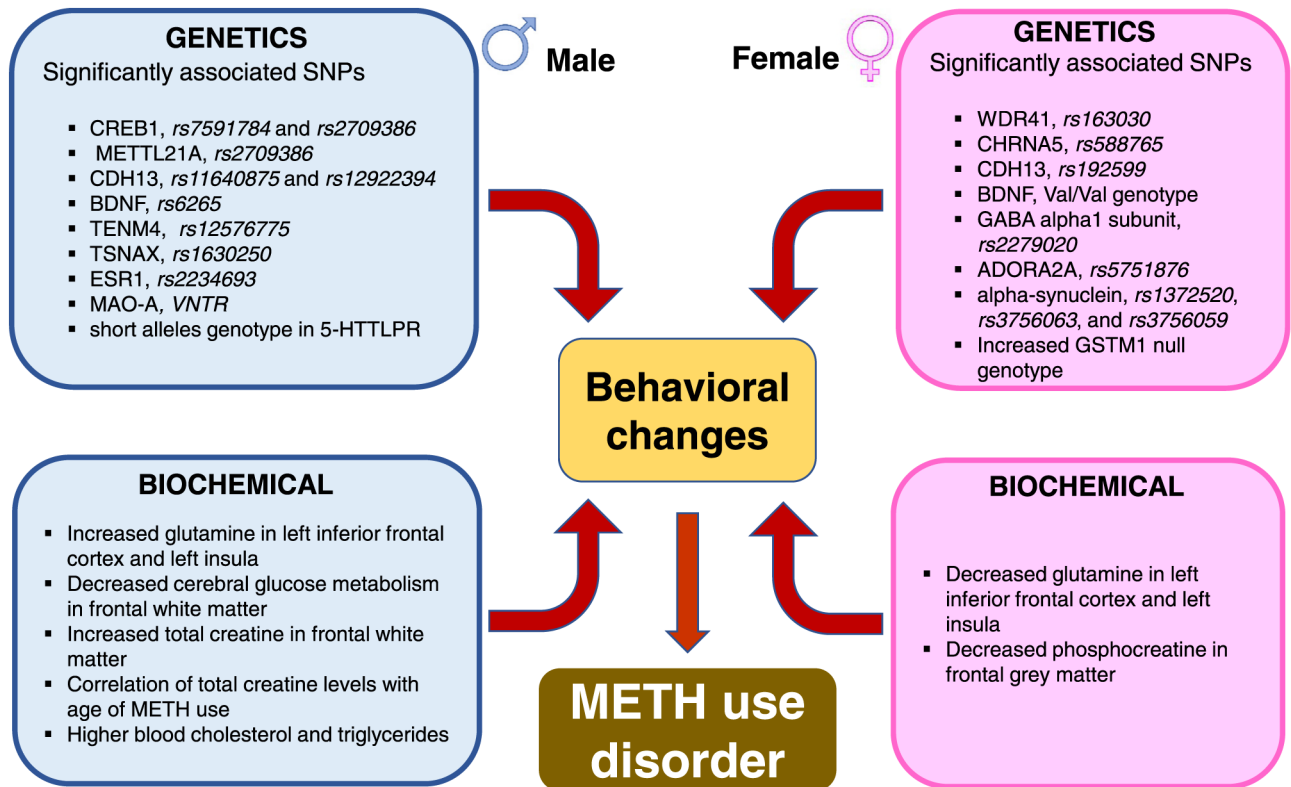 GENETICS
Significantly associated SNPs
▪ CREB1, rs7591784 and rs2709386
▪ METTL21A, rs2709386
▪ CDH13, rs11640875 and rs12922394
▪ BDNF, rs6265
▪ TENM4, rs12576775
▪ TSNAX, rs1630250
▪ ESR1, rs2234693
▪ MAO-A, VNTR
▪ short alleles genotype in 5-HTTLPR
Male
Female
GENETICS
Significantly associated SNPs
▪ WDR41, rs163030
▪ CHRNA5, rs588765
▪ CDH13, rs192599
▪ BDNF, Val/Val genotype
▪ GABA alpha1 subunit,
rs2279020
▪ ADORA2A, rs5751876
▪ alpha-synuclein, rs1372520,
rs3756063, and rs3756059
▪ Increased GSTM1 null
genotype
Behavioral
changes
BIOCHEMICAL
▪ Increased glutamine in left inferior frontal
cortex and left insula
▪ Decreased cerebral glucose metabolism
in frontal white matter
▪ Increased total creatine in frontal white
matter
▪ Correlation of total creatine levels with
age of METH use
▪ Higher blood cholesterol and triglycerides
BIOCHEMICAL
▪ Decreased glutamine in left
inferior frontal cortex and left
insula
▪ Decreased phosphocreatine in
frontal grey matter
METH use
disorder